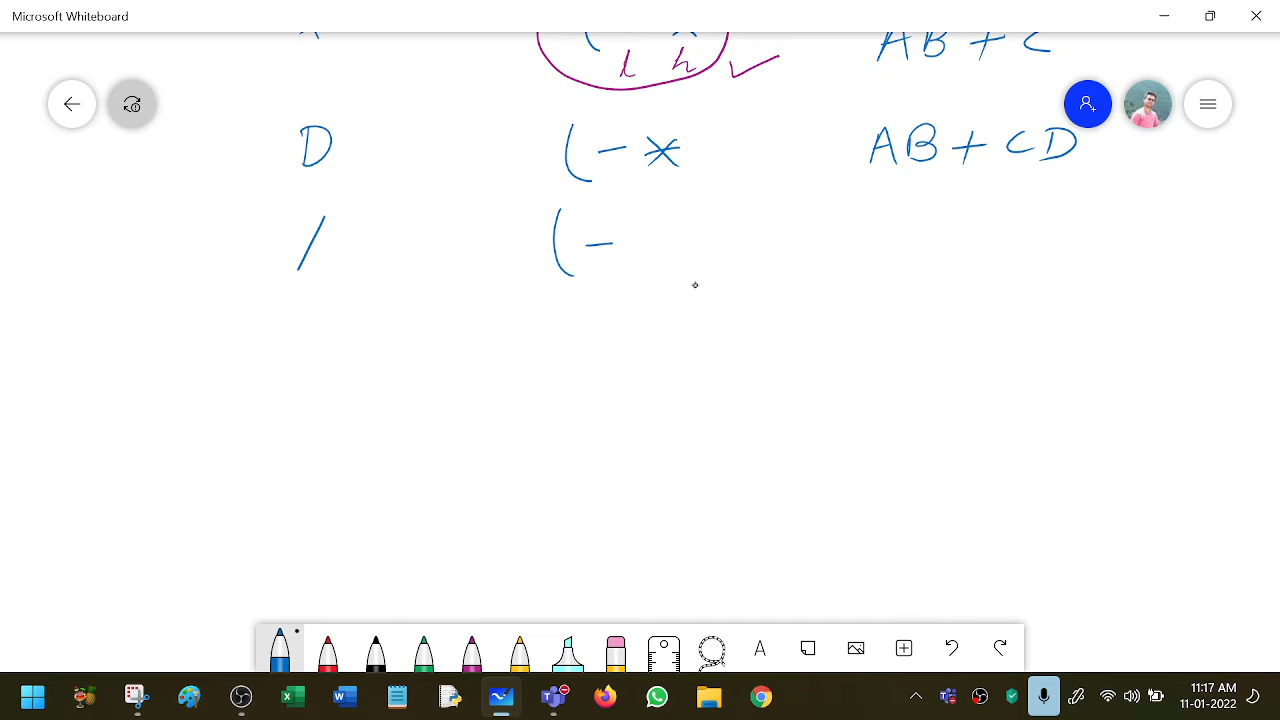 Microsoft Whiteboard
( *
AB + C
l h ✓
D ( - * AB + CD
/ ( -
A
11:17 AM
11-01-2022